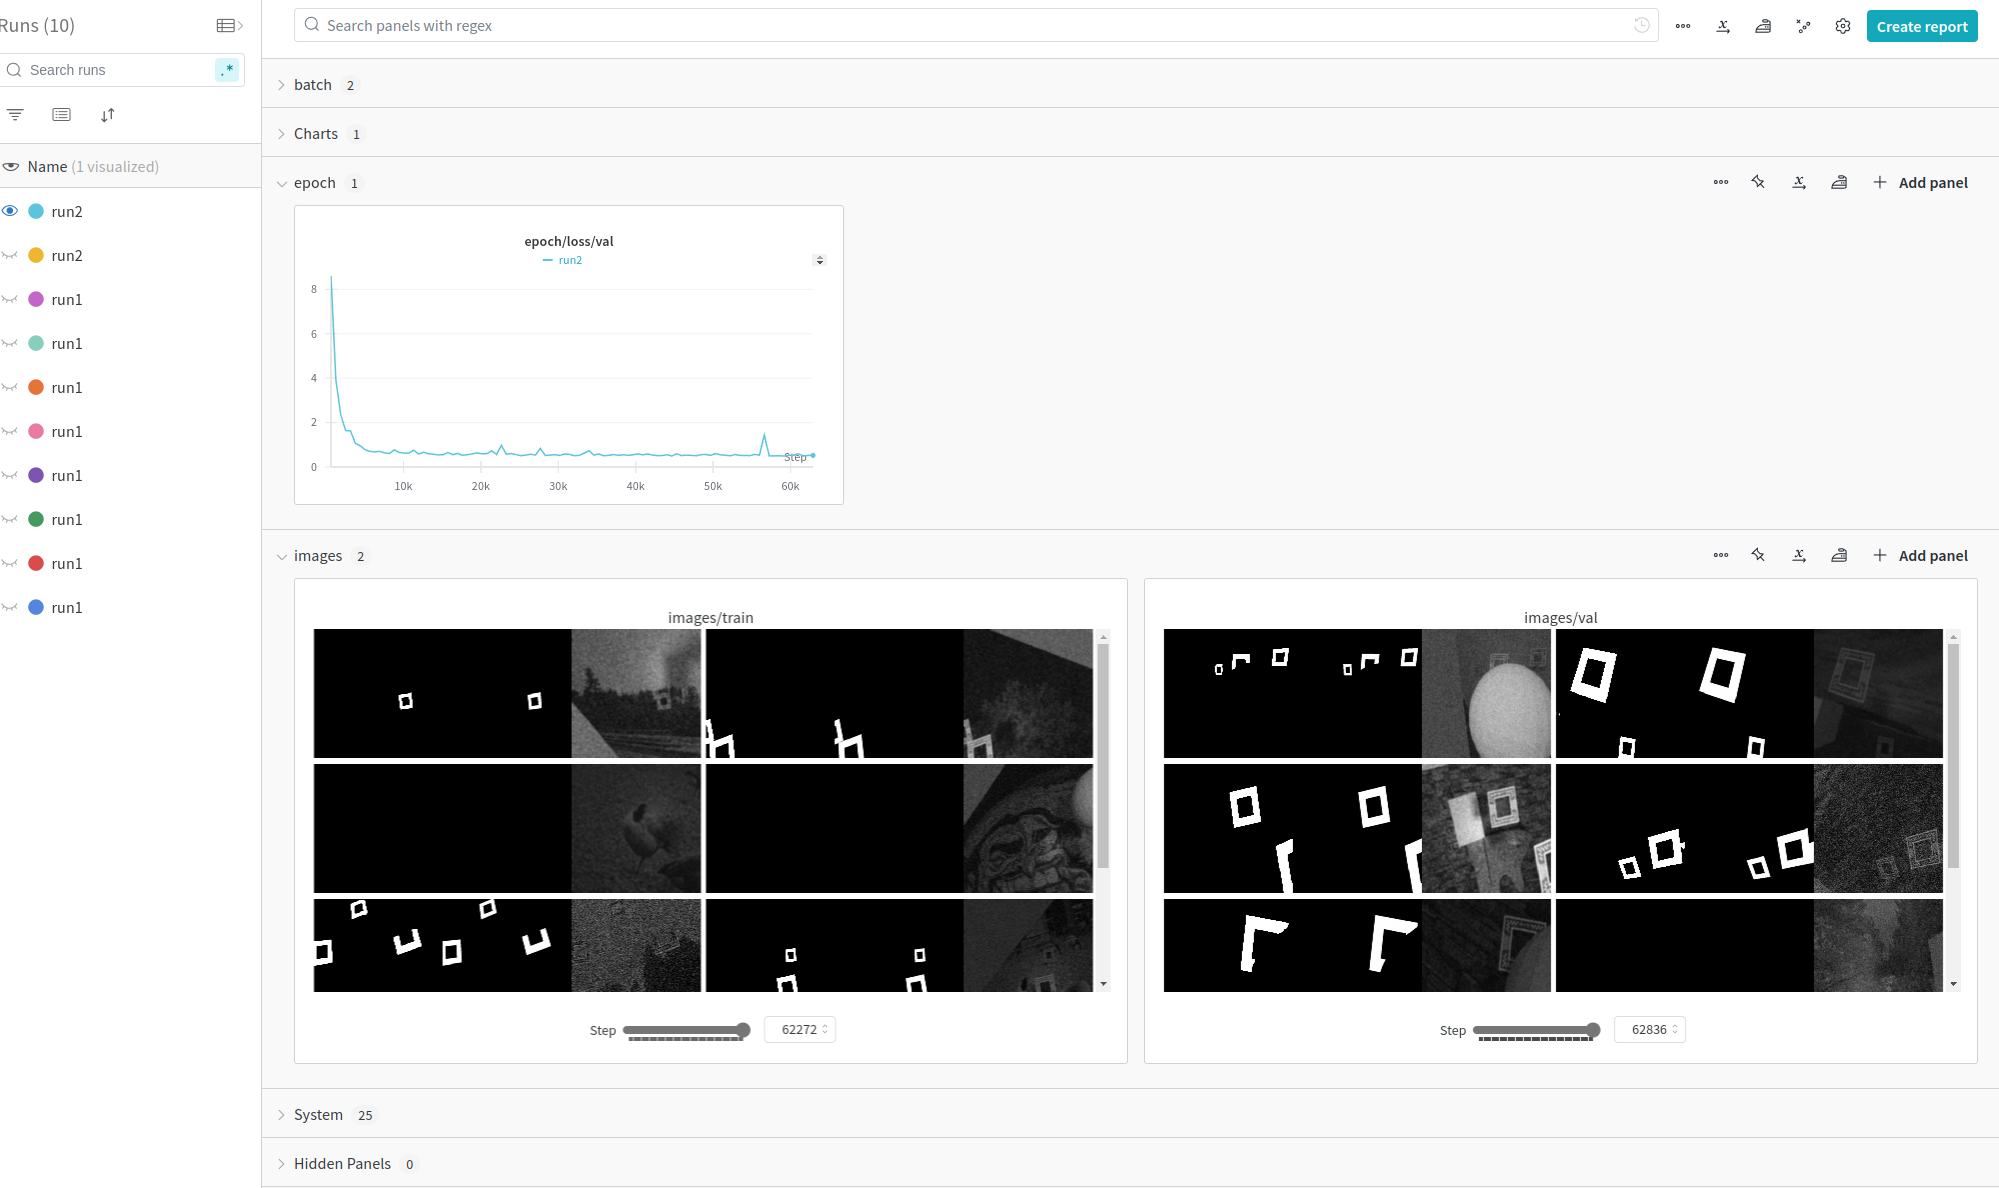 Runs (10)
Search runs
.*
Name (1 visualized)
run2
run2
run1
run1
run1
run1
run1
run1
run1
run1
Search panels with regex
x
Create report
batch 2
Charts 1
epoch 1
x
Add panel
epoch/loss/val
run2
8
6
4
2
0
Step
10k 20k 30k 40k 50k 60k
images 2
x
Add panel
images/train
Step 62272
images/val
Step 62836
System 25
Hidden Panels 0